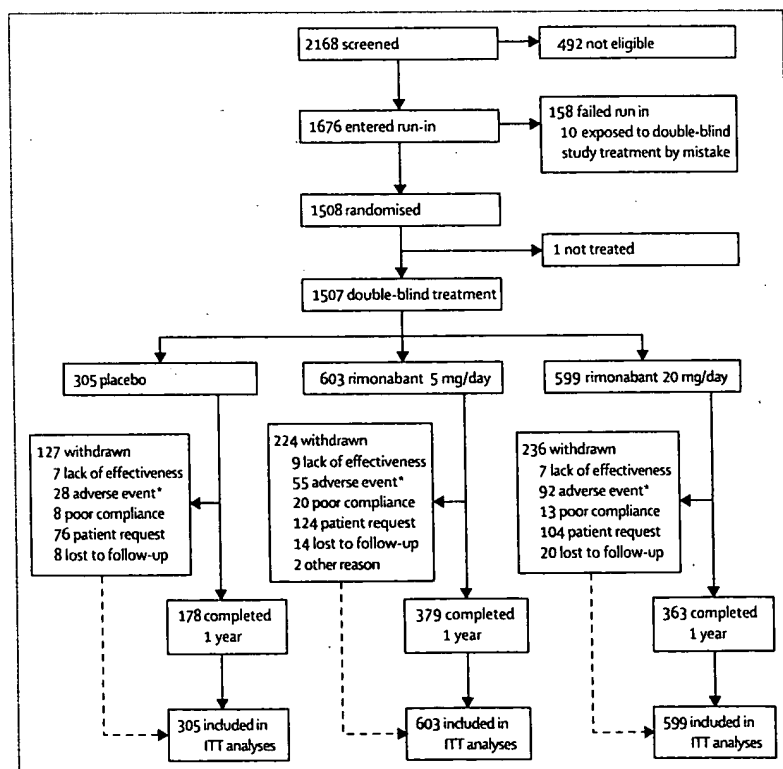 2168 screened
492 not eligible
1676 entered run-in
158 failed run in
10 exposed to double-blind
study treatment by mistake
1508 randomised
1 not treated
1507 double-blind treatment
305 placebo
603 rimonabant 5 mg/day
599 rimonabant 20 mg/day
127 withdrawn
7 lack of effectiveness
28 adverse event*
8 poor compliance
76 patient request
8 lost to follow-up
224 withdrawn
9 lack of effectiveness
55 adverse event*
20 poor compliance
124 patient request
14 lost to follow-up
2 other reason
236 withdrawn
7 lack of effectiveness
92 adverse event*
13 poor compliance
104 patient request
20 lost to follow-up
178 completed
1 year
379 completed
1 year
363 completed
1 year
305 included in
ITT analyses
603 included in
ITT analyses
599 included in
ITT analyses